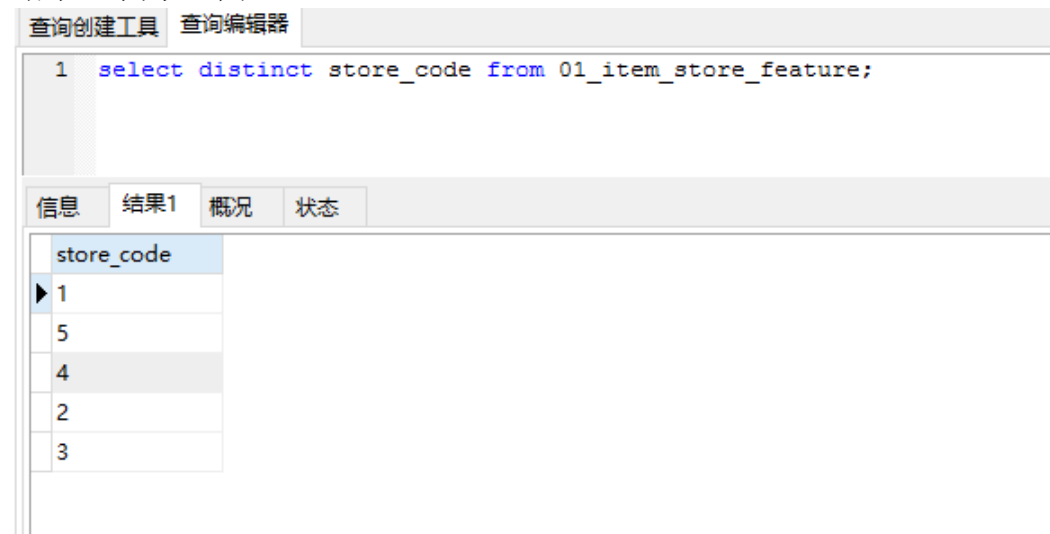 查询创建工具 查询编辑器
1 select distinct store_code from 01_item_store_feature;
信息 结果1 概况 状态
store_code
1
5
4
2
3